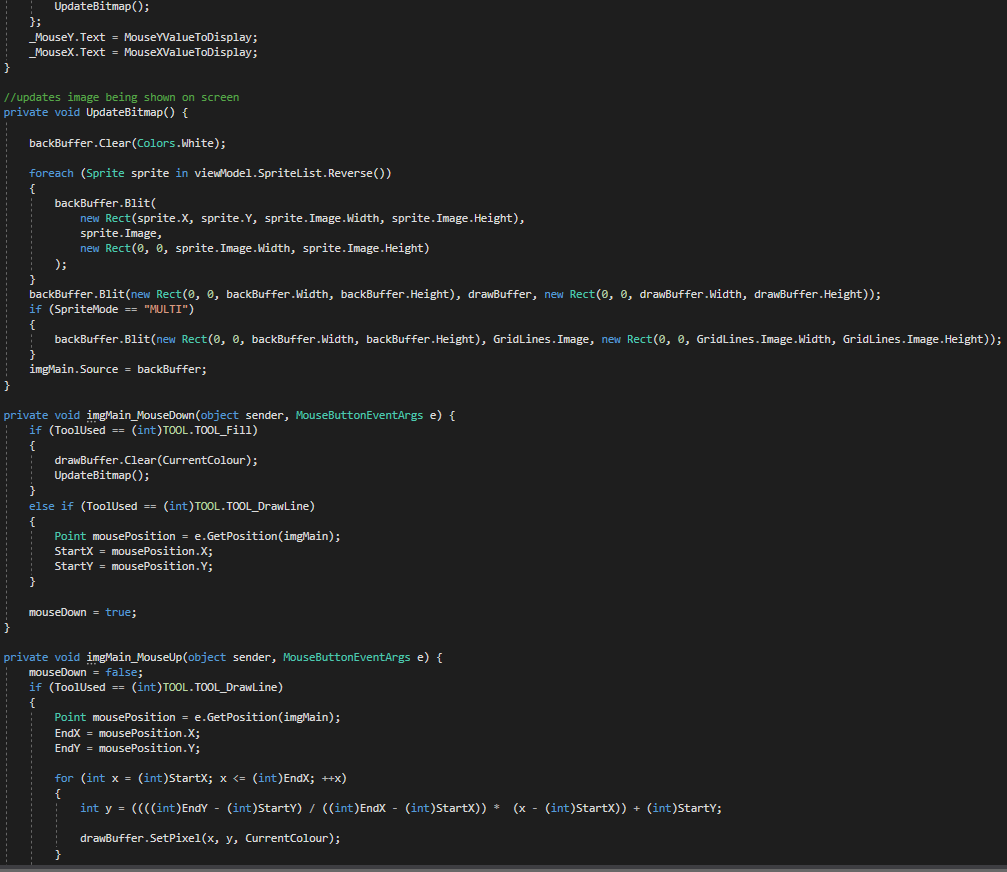 UpdateBitmap();
};
_MouseY.Text = MouseYValueToDisplay;
_MouseX.Text = MouseXValueToDisplay;
}
//updates image being shown on screen
private void UpdateBitmap() {
backBuffer.Clear(Colors.White);
foreach (Sprite sprite in viewModel.SpriteList.Reverse())
{
backBuffer.Blit(
new Rect(sprite.X, sprite.Y, sprite.Image.Width, sprite.Image.Height),
sprite.Image,
new Rect(0, 0, sprite.Image.Width, sprite.Image.Height)
);
}
backBuffer.Blit(new Rect(0, 0, backBuffer.Width, backBuffer.Height), drawBuffer, new Rect(0, 0, drawBuffer.Width, drawBuffer.Height));
if (SpriteMode == "MULTI")
{
backBuffer.Blit(new Rect(0, 0, backBuffer.Width, backBuffer.Height), GridLines.Image, new Rect(0, 0, GridLines.Image.Width, GridLines.Image.Height));
}
imgMain.Source = backBuffer;
}
private void imgMain_MouseDown(object sender, MouseButtonEventArgs e) {
if (ToolUsed == (int)TOOL.TOOL_Fill)
{
drawBuffer.Clear(CurrentColour);
UpdateBitmap();
}
else if (ToolUsed == (int)TOOL.TOOL_DrawLine)
{
Point mousePosition = e.GetPosition(imgMain);
StartX = mousePosition.X;
StartY = mousePosition.Y;
}
mouseDown = true;
}
private void imgMain_MouseUp(object sender, MouseButtonEventArgs e) {
mouseDown = false;
if (ToolUsed == (int)TOOL.TOOL_DrawLine)
{
Point mousePosition = e.GetPosition(imgMain);
EndX = mousePosition.X;
EndY = mousePosition.Y;
for (int x = (int)StartX; x <= (int)EndX; ++x)
{
int y = ((((int)EndY - (int)StartY) / ((int)EndX - (int)StartX)) *  (x - (int)StartX)) + (int)StartY;
drawBuffer.SetPixel(x, y, CurrentColour);
}